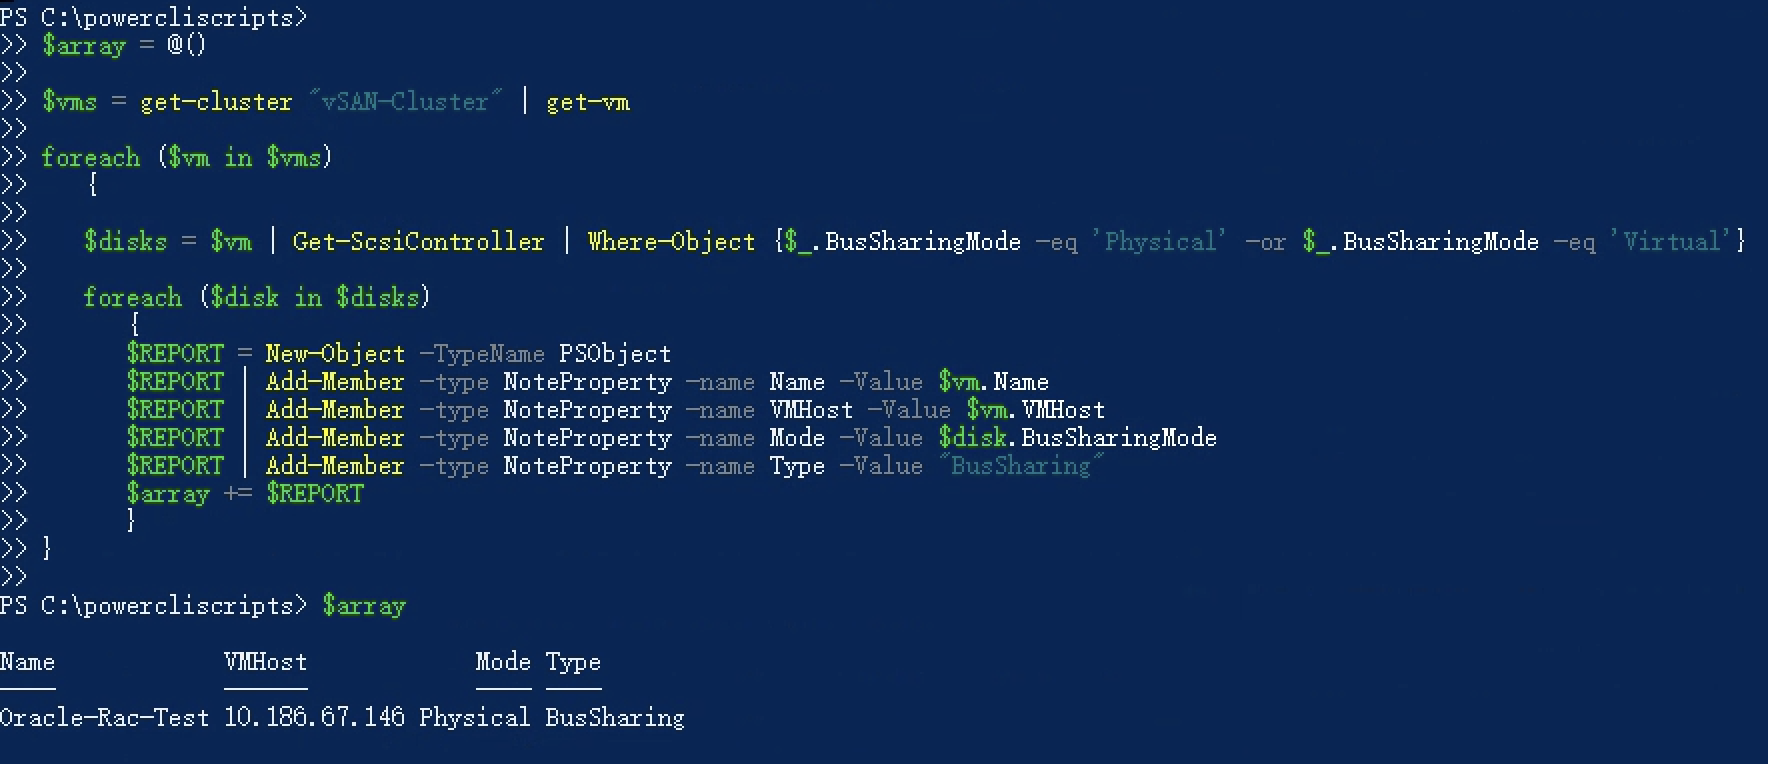 PS C:\powercliscripts>
>> $array = @()
>>
>> $vms = get-cluster "vSAN-Cluster" | get-vm
>>
>> foreach ($vm in $vms)
>>     {
>>
>>    $disks = $vm | Get-ScsiController | Where-Object {$_.BusSharingMode -eq 'Physical' -or $_.BusSharingMode -eq 'Virtual'}
>>
>>    foreach ($disk in $disks)
>>        {
>>       $REPORT = New-Object -TypeName PSObject
>>       $REPORT | Add-Member -type NoteProperty -name Name -Value $vm.Name
>>       $REPORT | Add-Member -type NoteProperty -name VMHost -Value $vm.VMHost
>>       $REPORT | Add-Member -type NoteProperty -name Mode -Value $disk.BusSharingMode
>>       $REPORT | Add-Member -type NoteProperty -name Type -Value "BusSharing"
>>       $array += $REPORT
>>       }
>> }
>>
PS C:\powercliscripts> $array
Name            VMHost            Mode Type
----            ------            ---- ----
Oracle-Rac-Test 10.186.67.146 Physical BusSharing